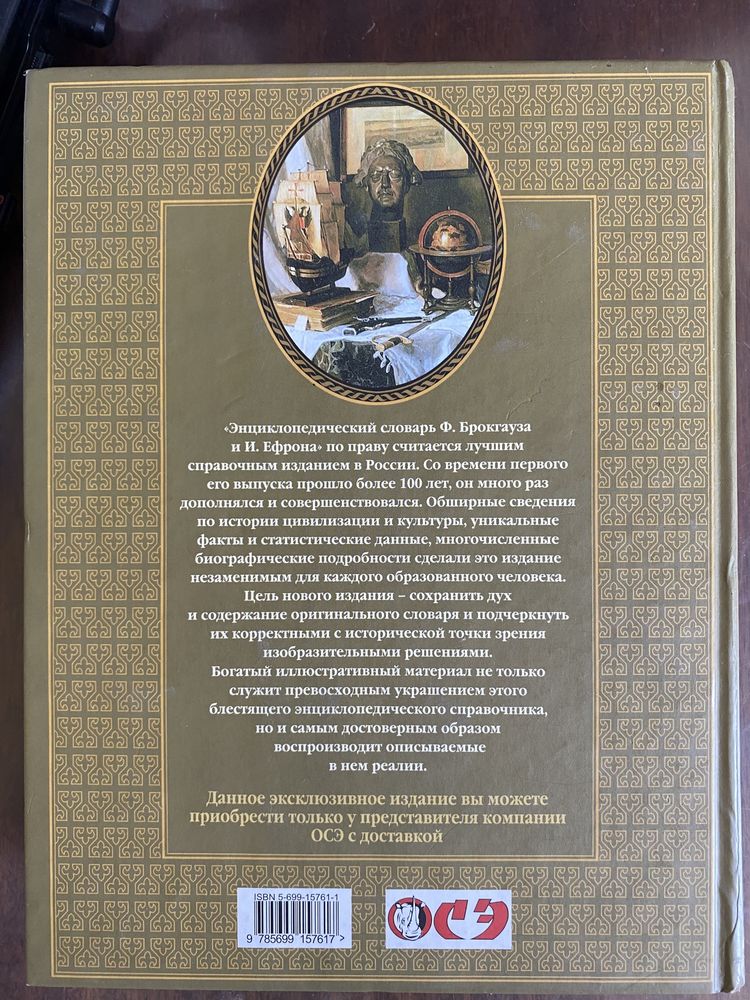 «Энциклопедический словарь Ф. Брокгауза
и И. Ефрона» по праву считается лучшим
справочным изданием в России. Со времени первого
его выпуска прошло более 100 лет, он много раз
дополнялся и совершенствовался. Обширные сведения
по истории цивилизации и культуры, уникальные
факты и статистические данные, многочисленные
биографические подробности сделали это издание
незаменимым для каждого образованного человека.
Цель нового издания – сохранить дух
и содержание оригинального словаря и подчеркнуть
их корректными с исторической точки зрения
изобразительными решениями.
Богатый иллюстративный материал не только
служит превосходным украшением этого
блестящего энциклопедического справочника,
но и самым достоверным образом
воспроизводит описываемые
в нем реалии.
Данное эксклюзивное издание вы можете
приобрести только у представителя компании
ОСЭ с доставкой
ISBN 5-699-15761-1
9 785699 157617 >
ОСЭ